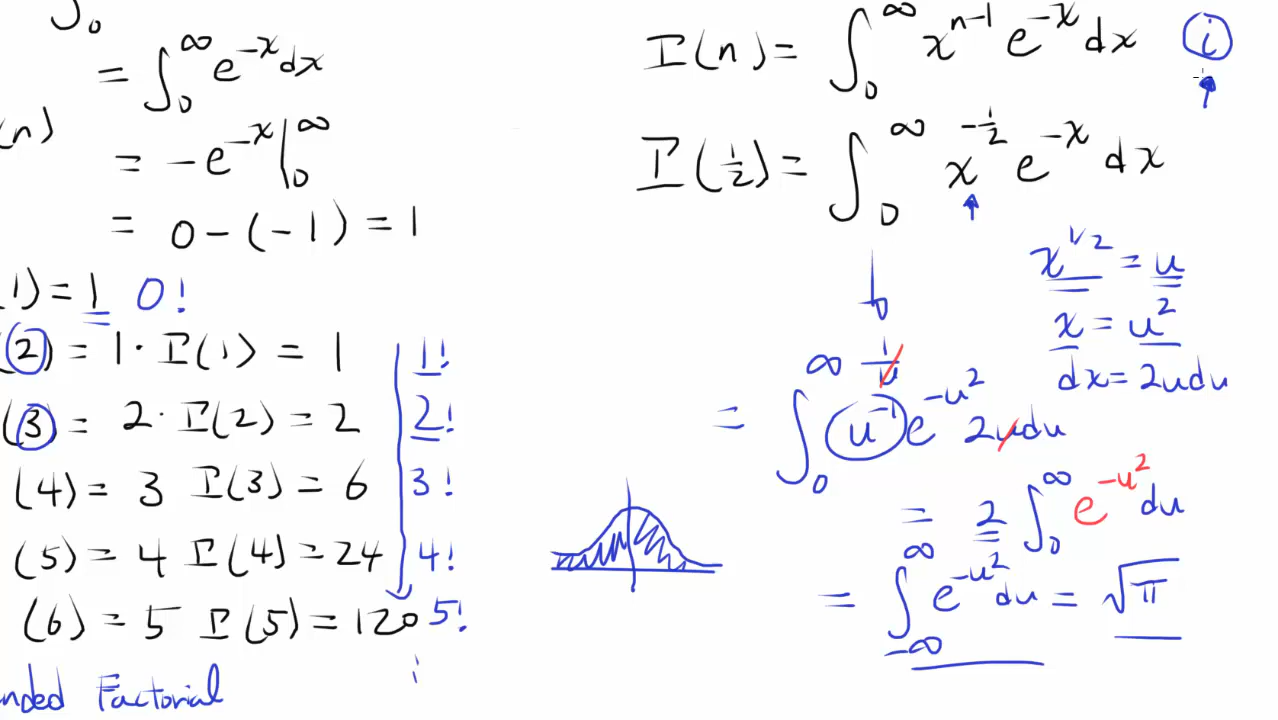 ∫₀
= ∫₀^∞ e^{-x} dx
(n)
= -e^{-x} |₀^∞
= 0 - (-1) = 1
1) = 1 0!
(2) = 1 · Γ(1) = 1 1!
(3) = 2 · Γ(2) = 2 2!
(4) = 3 Γ(3) = 6 3!
(5) = 4 Γ(4) = 24 4!
(6) = 5 Γ(5) = 120 5!
nded Factorial
Γ(n) = ∫₀^∞ x^{n-1} e^{-x} dx i
Γ(1/2) = ∫₀^∞ x^{-1/2} e^{-x} dx
x^{1/2} = u
x = u²
dx = 2u du
1/u
= ∫₀^∞ u^{-1} e^{-u²} 2u du
= 2 ∫₀^∞ e^{-u²} du
= ∫_{-∞}^∞ e^{-u²} du = √π